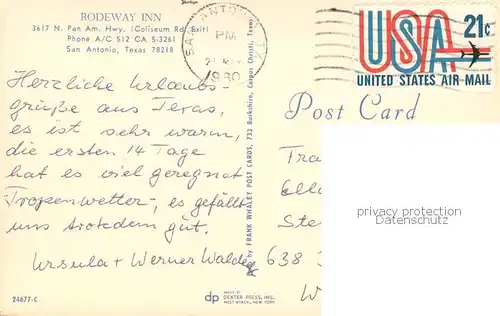 RODEWAY INN
3617 N. Pan Am. Hwy. (Coliseum Rd. Exit)
Phone A/C 512 CA 5-3261
San Antonio, Texas 78218
SAN ANTONIO, TX
PM
1980
USA 21c
UNITED STATES AIR MAIL
Post Card
Herzliche Urlaubs-
grüße aus Texas,
es ist sehr warm,
die ersten 14 Tage
hat es viel geregnet
Tropenwetter, es gefällt
uns trotzdem gut.
Ursula + Werner Walde
by FRANK WHALEY POST CARDS, 733 Berkshire, Corpus Christi, Texas
Ella
Ste
638
W
privacy protection
Datenschutz
24677-C
dp
MADE BY
DEXTER PRESS, INC.
WEST NYACK, NEW YORK